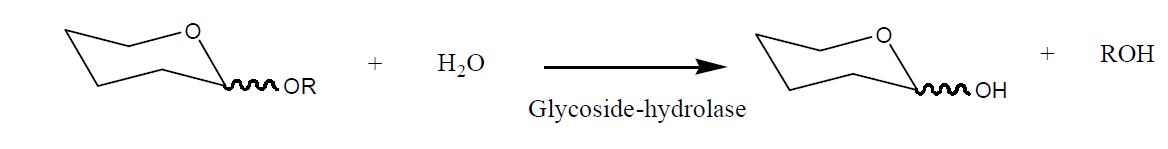 O OR + H₂O Glycoside-hydrolase O OH + ROH